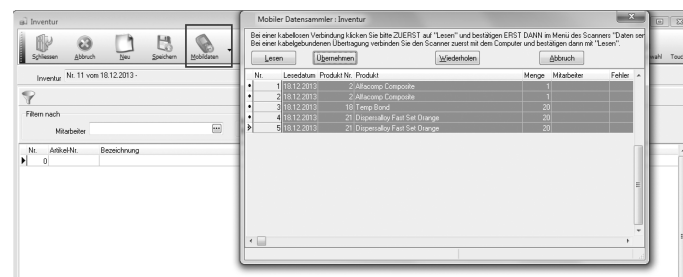 Inventur
Schliessen Abbruch Neu Speichern Mobildaten
Inventur Nr. 11 vom 18.12.2013 -
Filtern nach
Mitarbeiter
Nr. Artikel-Nr. Bezeichnung
0
Mobiler Datensammler : Inventur
Bei einer kabellosen Verbindung klicken Sie bitte ZUERST auf "Lesen" und bestätigen ERST DANN im Menü des Scanners "Daten ser
Bei einer kabelgebundenen Übertragung verbinden Sie den Scanner zuerst mit dem Computer und bestätigen dann mit "Lesen".
Lesen Übernehmen Wiederholen Abbruch
Nr. Lesedatum Produkt Nr. Produkt Menge Mitarbeiter Fehler
1 18.12.2013 2 Alfacomp Composite 1
2 18.12.2013 2 Alfacomp Composite 1
3 18.12.2013 18 Temp Bond 20
4 18.12.2013 21 Dispersalloy Fast Set Orange 20
5 18.12.2013 21 Dispersalloy Fast Set Orange 20
wahl Touc